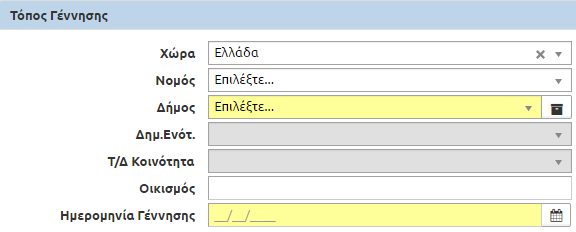 Τόπος Γέννησης
Χώρα Ελλάδα
Νομός Επιλέξτε...
Δήμος Επιλέξτε...
Δημ.Ενότ.
Τ/Δ Κοινότητα
Οικισμός
Ημερομηνία Γέννησης __/__/____